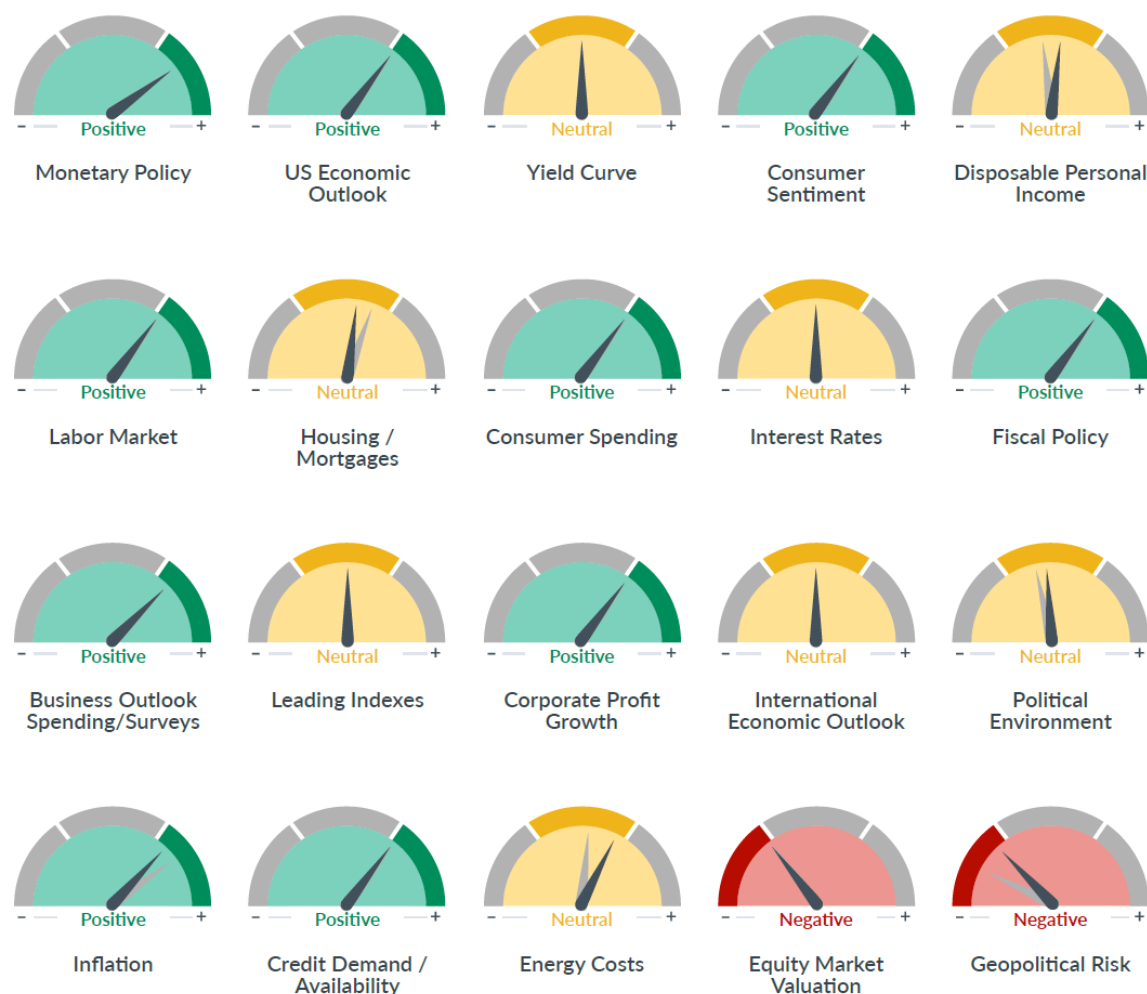 - Positive +
- Positive +
- Neutral +
- Positive +
- Neutral +
Monetary Policy
US Economic
Outlook
Yield Curve
Consumer
Sentiment
Disposable Personal
Income
- Positive +
- Neutral +
- Positive +
- Neutral +
- Positive +
Labor Market
Housing /
Mortgages
Consumer Spending
Interest Rates
Fiscal Policy
- Positive +
- Neutral +
- Positive +
- Neutral +
- Neutral +
Business Outlook
Spending/Surveys
Leading Indexes
Corporate Profit
Growth
International
Economic Outlook
Political
Environment
- Positive +
- Positive +
- Neutral +
- Negative +
- Negative +
Inflation
Credit Demand /
Availability
Energy Costs
Equity Market
Valuation
Geopolitical Risk